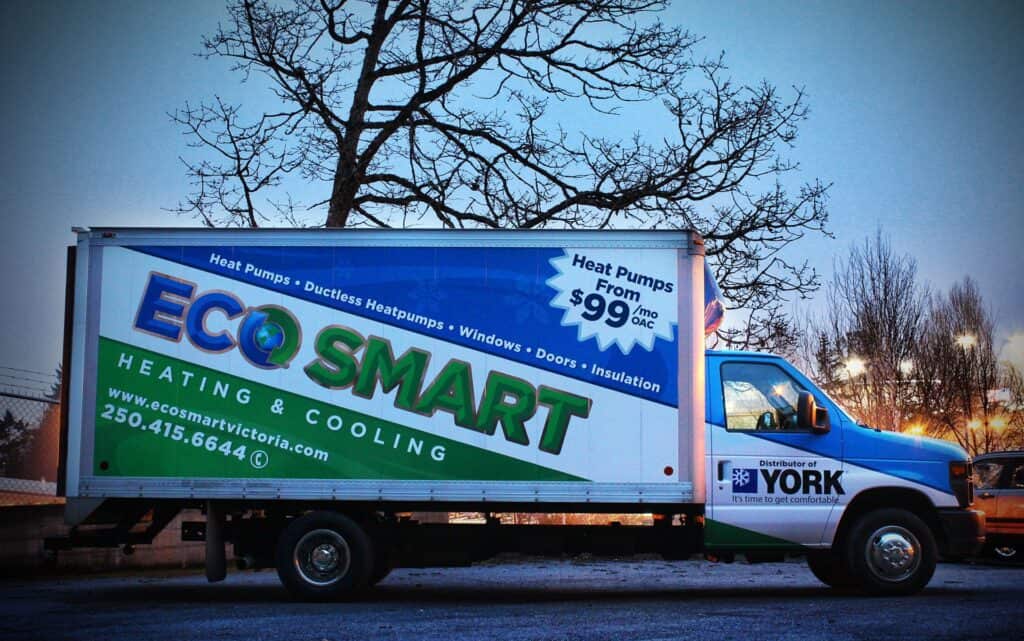 Heat Pumps • Ductless Heatpumps • Windows • Doors • Insulation
Heat Pumps
From
$99 /mo OAC
ECO SMART
HEATING & COOLING
www.ecosmartvictoria.com
250.415.6644
Distributor of
YORK
It's time to get comfortable.